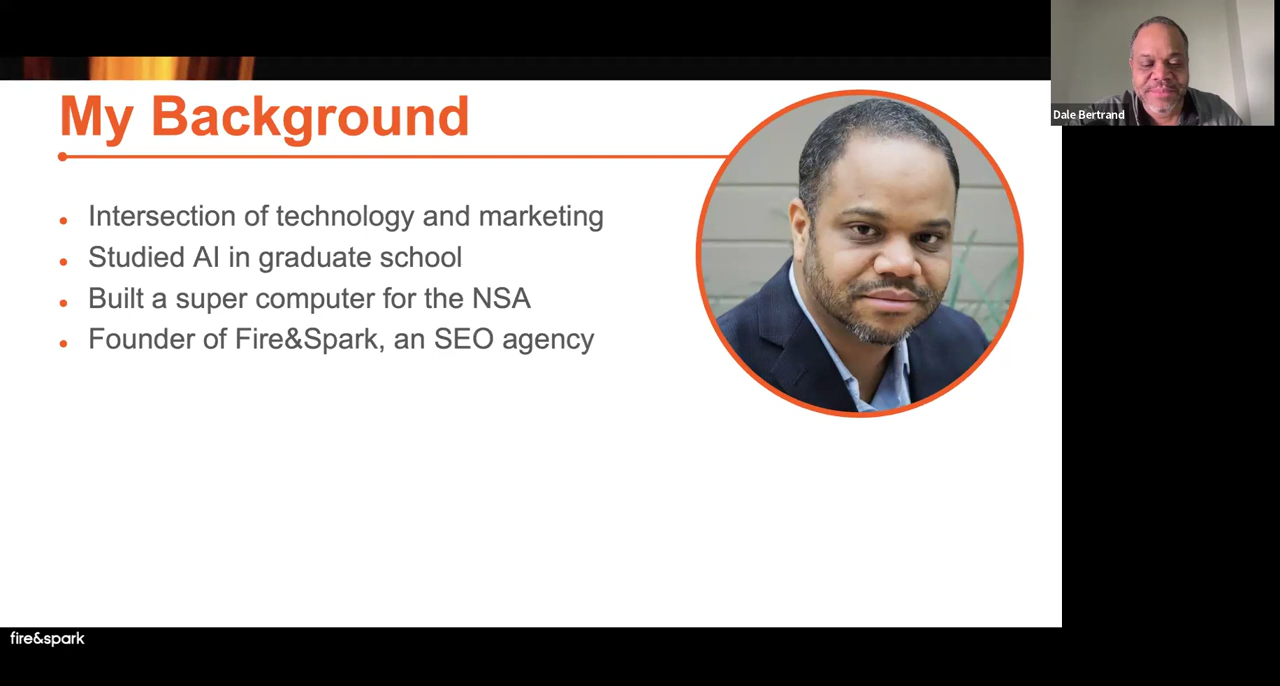 My Background
Intersection of technology and marketing
Studied AI in graduate school
Built a super computer for the NSA
Founder of Fire&Spark, an SEO agency
Dale Bertrand
fire&spark